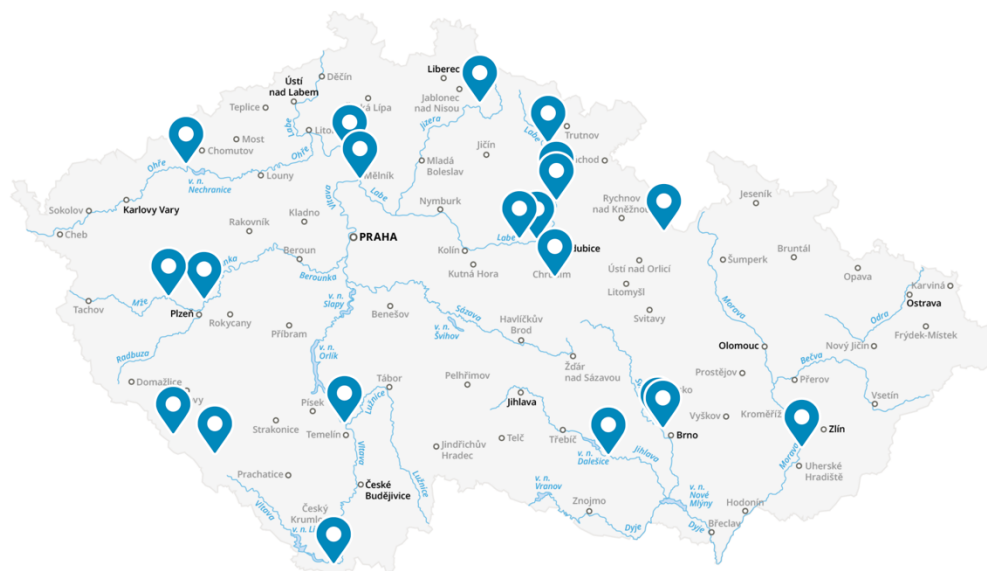 Děčín
Liberec
Ústí
nad Labem
Teplice
Jablonec
nad Nisou
Most
Labe
Chomutov
Jizera
Labe
Trutnov
Jičín
Ohře
Ohře
Louny
v. n.
Nechranice
Mělník
Mladá
Boleslav
Labe
Nymburk
Vltava
Rychnov
nad Kněžnou
Jeseník
Sokolov
Karlovy Vary
Cheb
Rakovník
Kladno
PRAHA
Beroun
Berounka
Kolín
Labe
Kutná Hora
Ústí nad Orlicí
Litomyšl
Svitavy
Šumperk
Bruntál
Opava
Karviná
Ostrava
Morava
Odra
Frýdek-Místek
Nový Jičín
Tachov
Mže
Plzeň
Rokycany
Příbram
v. n.
Slapy
Benešov
Sázava
v. n.
Švihov
Havlíčkův
Brod
Žďár
nad Sázavou
Olomouc
Bečva
Přerov
Prostějov
Vsetín
Radbuza
v. n.
Orlík
Domažlice
Tábor
Pelhřimov
Jihlava
Písek
Lužnice
Strakonice
Temelín
Jindřichův
Hradec
Telč
Třebíč
v. n.
Dalešice
Jihlava
Brno
Vyškov
Kroměříž
Zlín
Morava
Uherské
Hradiště
Prachatice
Vltava
České
Budějovice
Lužnice
Vltava
Český
v. n.
Vranov
Znojmo
Dyje
v. n.
Nové
Mlýny
Hodonín
Břeclav
Dyje